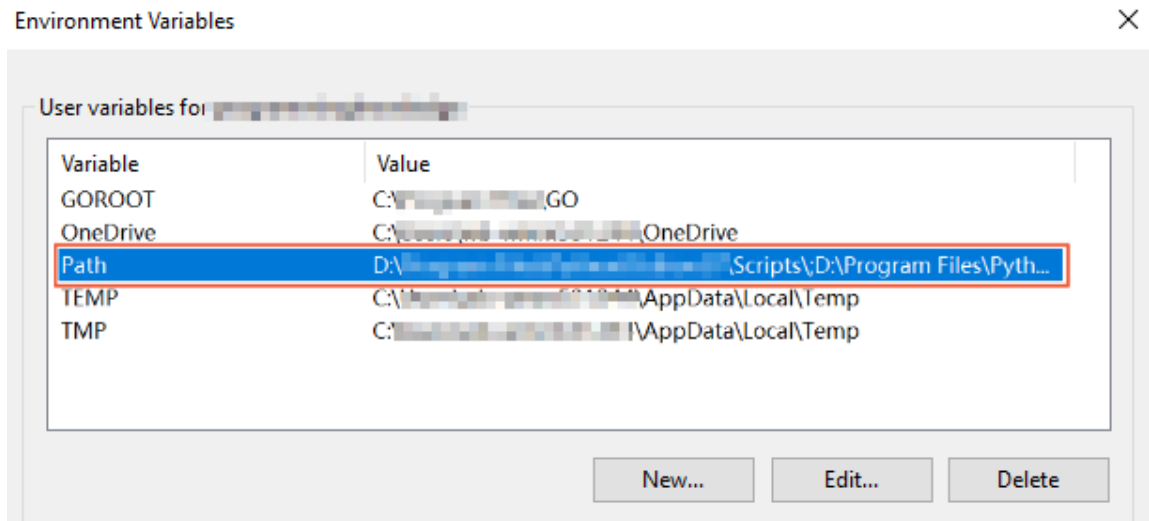 Environment Variables
User variables for
Variable Value
GOROOT C:\ \GO
OneDrive C:\ \OneDrive
Path D:\ \Scripts\;D:\Program Files\Pyth...
TEMP C:\ \AppData\Local\Temp
TMP C:\ \AppData\Local\Temp
New... Edit... Delete